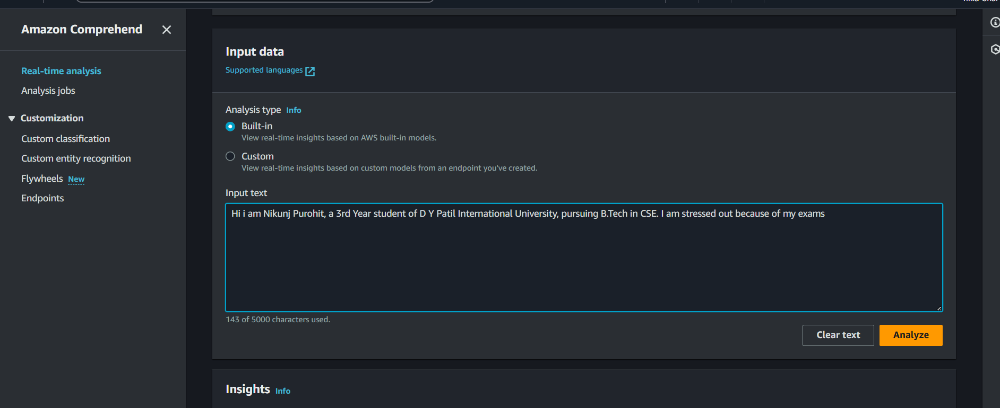 Amazon Comprehend
Real-time analysis
Analysis jobs
Customization
Custom classification
Custom entity recognition
Flywheels New
Endpoints
Input data
Supported languages
Analysis type Info
Built-in
View real-time insights based on AWS built-in models.
Custom
View real-time insights based on custom models from an endpoint you've created.
Input text
Hi i am Nikunj Purohit, a 3rd Year student of D Y Patil International University, pursuing B.Tech in CSE. I am stressed out because of my exams
143 of 5000 characters used.
Clear text
Analyze
Insights Info